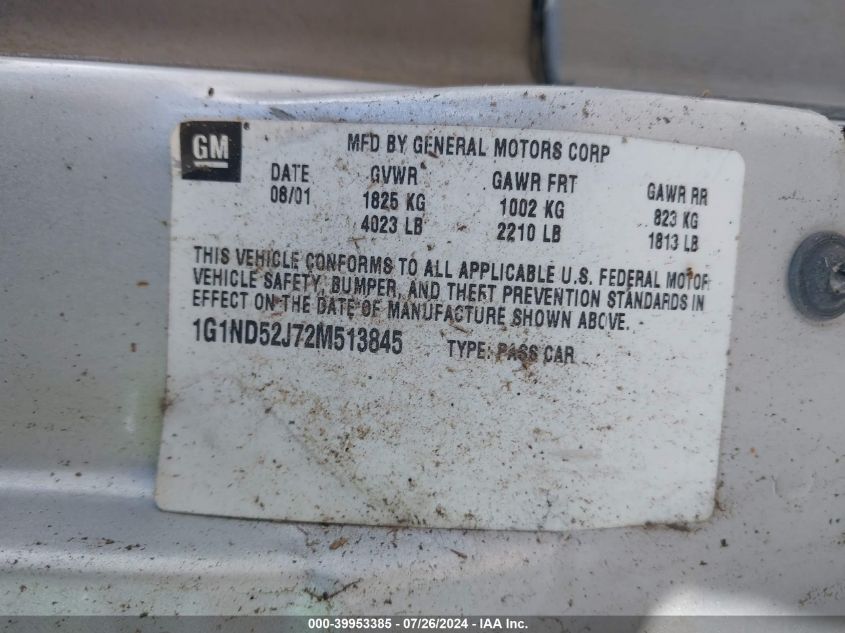 GM
MFD BY GENERAL MOTORS CORP
DATE GVWR GAWR FRT GAWR RR
08/01 1825 KG 1002 KG 823 KG
4023 LB 2210 LB 1813 LB
THIS VEHICLE CONFORMS TO ALL APPLICABLE U.S. FEDERAL MOTOR
VEHICLE SAFETY, BUMPER, AND THEFT PREVENTION STANDARDS IN
EFFECT ON THE DATE OF MANUFACTURE SHOWN ABOVE.
1G1ND52J72M513845 TYPE: PASS CAR
000-39953385 - 07/26/2024 - IAAI.com